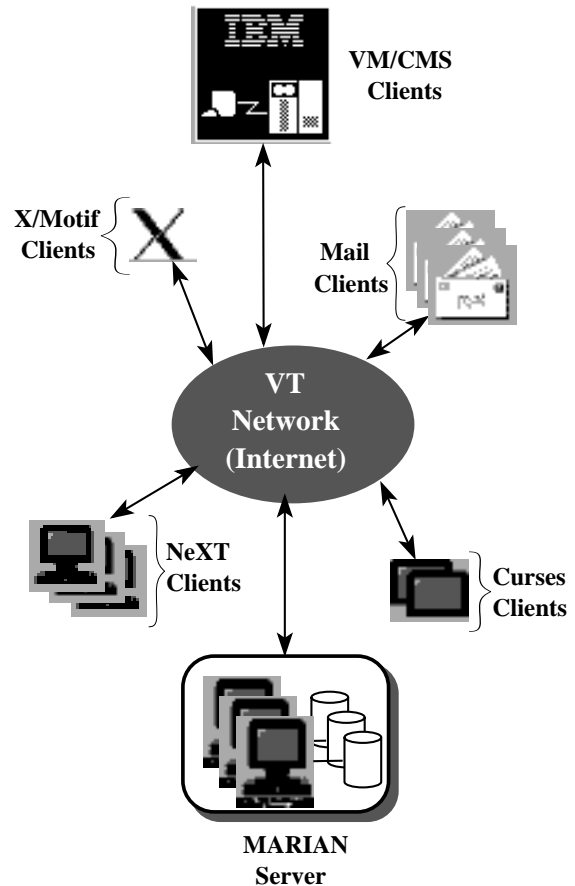 IBM
VM/CMS
Clients
X/Motif
Clients
Mail
Clients
VT
Network
(Internet)
NeXT
Clients
Curses
Clients
MARIAN
Server